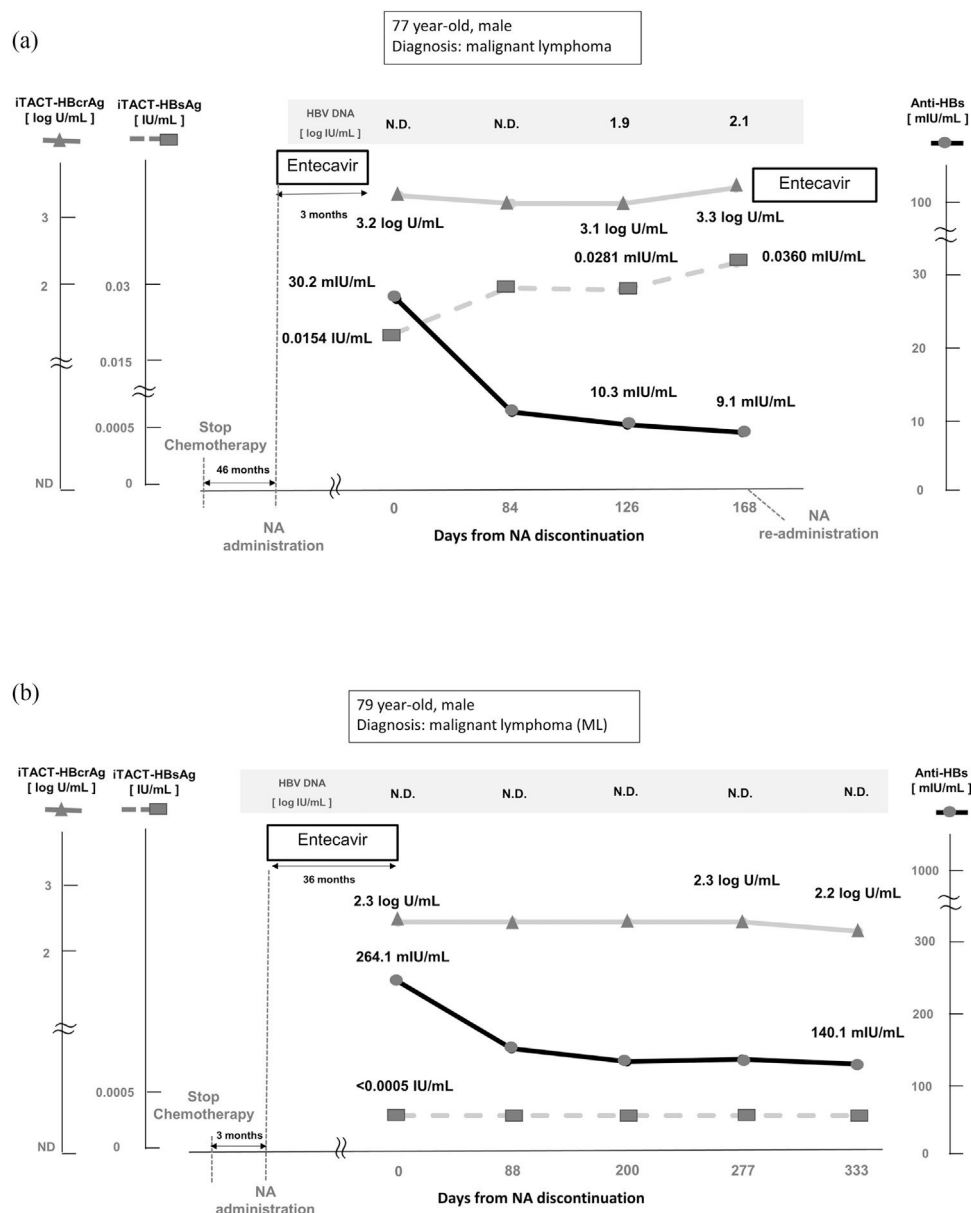 (a)
77 year-old, male
Diagnosis: malignant lymphoma
iTACT-HBcrAg
[ log U/mL ]
iTACT-HBsAg
[ IU/mL ]
Anti-HBs
[ mIU/mL ]
HBV DNA
[ log IU/mL ]
N.D.
N.D.
1.9
2.1
Entecavir
3 months
Entecavir
3.2 log U/mL
3.1 log U/mL
3.3 log U/mL
0.0281 mIU/mL
0.0360 mIU/mL
30.2 mIU/mL
0.0154 IU/mL
10.3 mIU/mL
9.1 mIU/mL
3
2
ND
0.03
0.015
0.0005
0
100
30
20
10
0
Stop
Chemotherapy
46 months
NA
administration
0
84
126
168
Days from NA discontinuation
NA
re-administration
(b)
79 year-old, male
Diagnosis: malignant lymphoma (ML)
iTACT-HBcrAg
[ log U/mL ]
iTACT-HBsAg
[ IU/mL ]
Anti-HBs
[ mIU/mL ]
HBV DNA
[ log IU/mL ]
N.D.
N.D.
N.D.
N.D.
N.D.
Entecavir
36 months
2.3 log U/mL
2.3 log U/mL
2.2 log U/mL
264.1 mIU/mL
140.1 mIU/mL
<0.0005 IU/mL
3
2
ND
0.0005
0
1000
300
200
100
0
Stop
Chemotherapy
3 months
NA
administration
0
88
200
277
333
Days from NA discontinuation